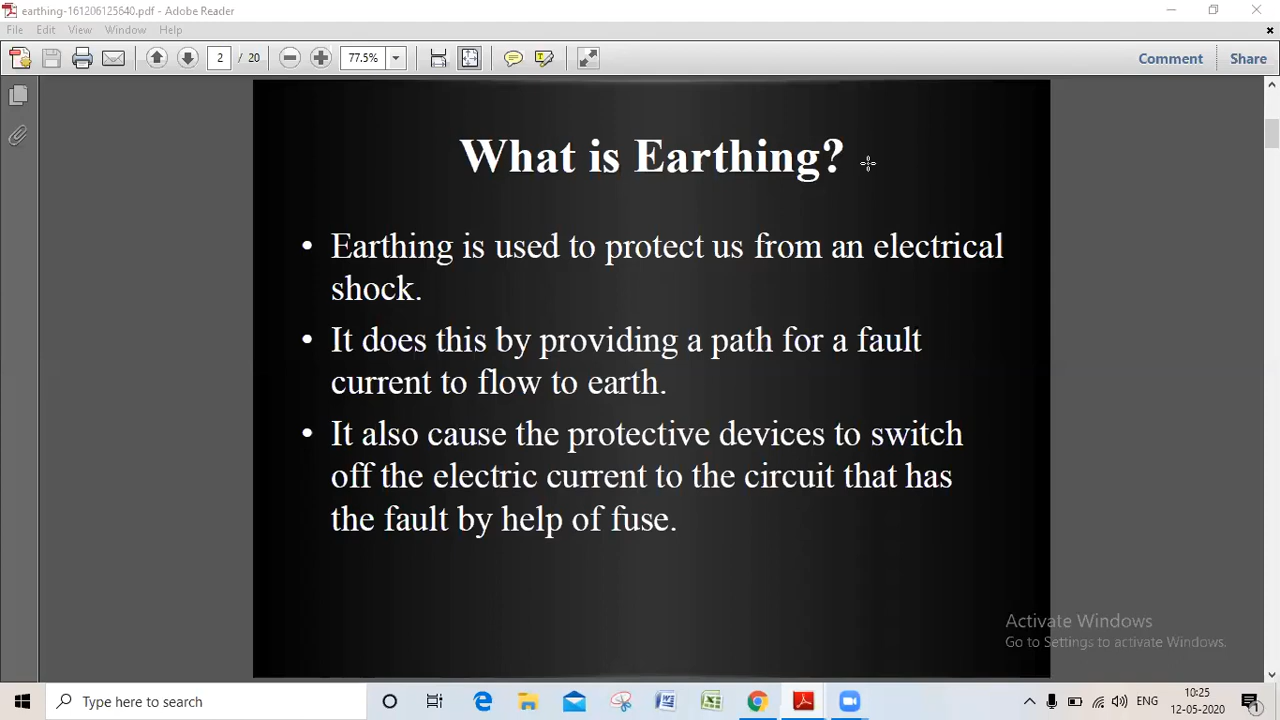 earthing-161206125640.pdf - Adobe Reader
File Edit View Window Help
2 / 20 77.5% Comment Share
What is Earthing?
• Earthing is used to protect us from an electrical
shock.
• It does this by providing a path for a fault
current to flow to earth.
• It also cause the protective devices to switch
off the electric current to the circuit that has
the fault by help of fuse.
Activate Windows
Go to Settings to activate Windows.
Type here to search
ENG
10:25
12-05-2020
1